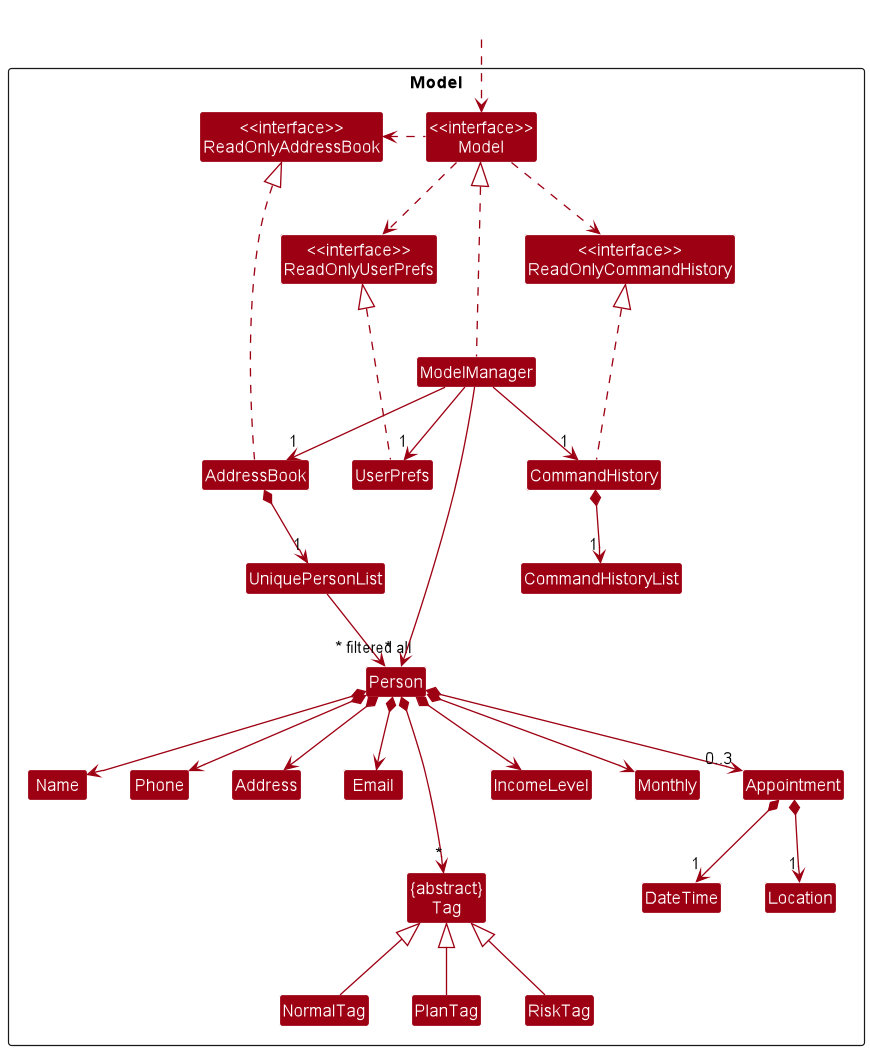 Model
<<interface>>
ReadOnlyAddressBook
<<interface>>
Model
<<interface>>
ReadOnlyUserPrefs
<<interface>>
ReadOnlyCommandHistory
ModelManager
1
1
1
AddressBook
UserPrefs
CommandHistory
1
1
UniquePersonList
CommandHistoryList
* filtered
* all
Person
0..3
Name
Phone
Address
Email
IncomeLevel
Monthly
Appointment
*
1
1
{abstract}
Tag
DateTime
Location
NormalTag
PlanTag
RiskTag